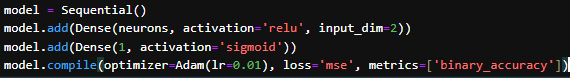 model = Sequential()
model.add(Dense(neurons, activation='relu', input_dim=2))
model.add(Dense(1, activation='sigmoid'))
model.compile(optimizer=Adam(lr=0.01), loss='mse', metrics=['binary_accuracy'])